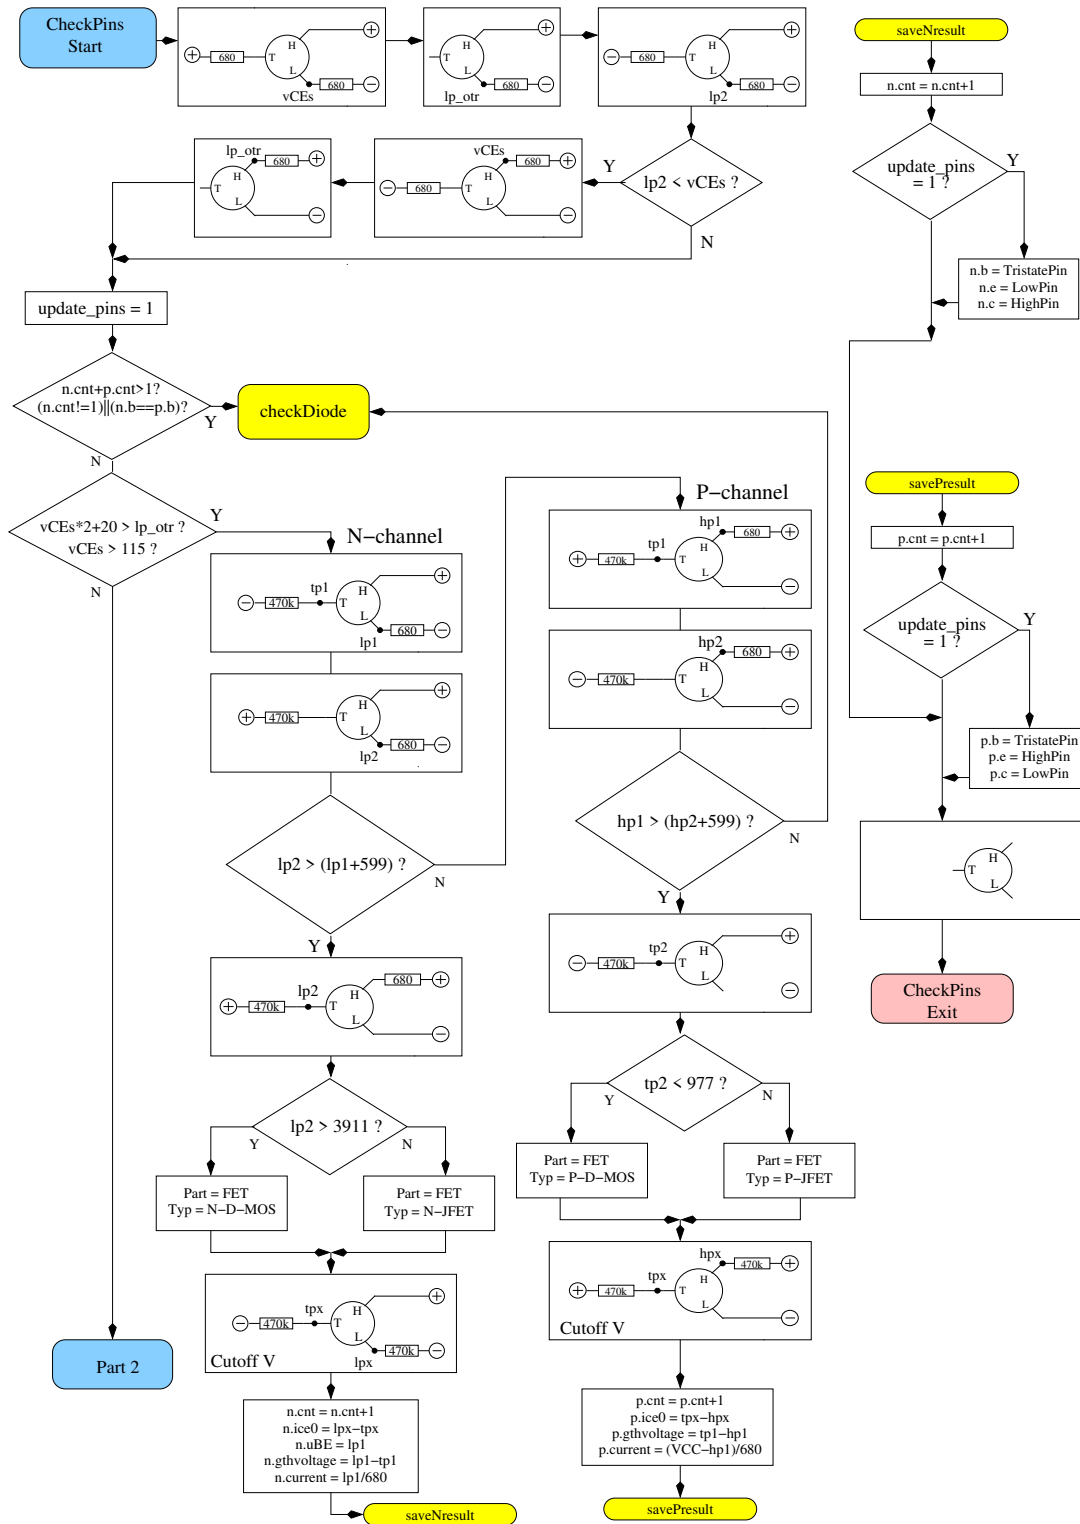 CheckPins
Start
+
680
T
H
L
680
+
−
vCEs
T
H
L
680
+
−
lp_otr
−
680
T
H
L
680
+
−
lp2
lp_otr
T
H
L
680
+
−
vCEs
−
680
T
H
L
680
+
−
Y
lp2 < vCEs ?
N
update_pins = 1
n.cnt+p.cnt>1?
(n.cnt!=1)||(n.b==p.b)?
Y
N
checkDiode
vCEs*2+20 > lp_otr ?
vCEs > 115 ?
Y
N
N−channel
tp1
−
470k
T
H
L
+
680
−
lp1
+
470k
T
H
L
+
680
−
lp2
lp2 > (lp1+599) ?
N
Y
lp2
+
470k
T
H
L
680
+
−
lp2 > 3911 ?
Y
N
Part = FET
Typ = N−D−MOS
Part = FET
Typ = N−JFET
tpx
−
470k
T
H
L
+
470k
−
lpx
Cutoff V
n.cnt = n.cnt+1
n.ice0 = lpx−tpx
n.uBE = lp1
n.gthvoltage = lp1−tp1
n.current = lp1/680
saveNresult
Part 2
P−channel
hp1
tp1
+
470k
T
H
L
680
+
−
hp2
−
470k
T
H
L
680
+
−
hp1 > (hp2+599) ?
N
Y
tp2
−
470k
T
H
L
+
−
tp2 < 977 ?
Y
N
Part = FET
Typ = P−D−MOS
Part = FET
Typ = P−JFET
hpx
tpx
+
470k
T
H
L
470k
+
−
Cutoff V
p.cnt = p.cnt+1
p.ice0 = tpx−hpx
p.gthvoltage = tp1−hp1
p.current = (VCC−hp1)/680
savePresult
saveNresult
n.cnt = n.cnt+1
update_pins
= 1 ?
Y
n.b = TristatePin
n.e = LowPin
n.c = HighPin
savePresult
p.cnt = p.cnt+1
update_pins
= 1 ?
Y
p.b = TristatePin
p.e = HighPin
p.c = LowPin
T
H
L
CheckPins
Exit